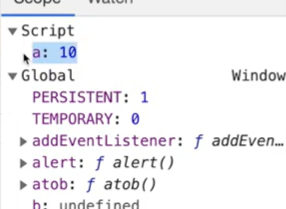 Scope Watch
Script
a: 10
Global Window
PERSISTENT: 1
TEMPORARY: 0
addEventListener: ƒ addEven…
alert: ƒ alert()
atob: ƒ atob()
b: undefined